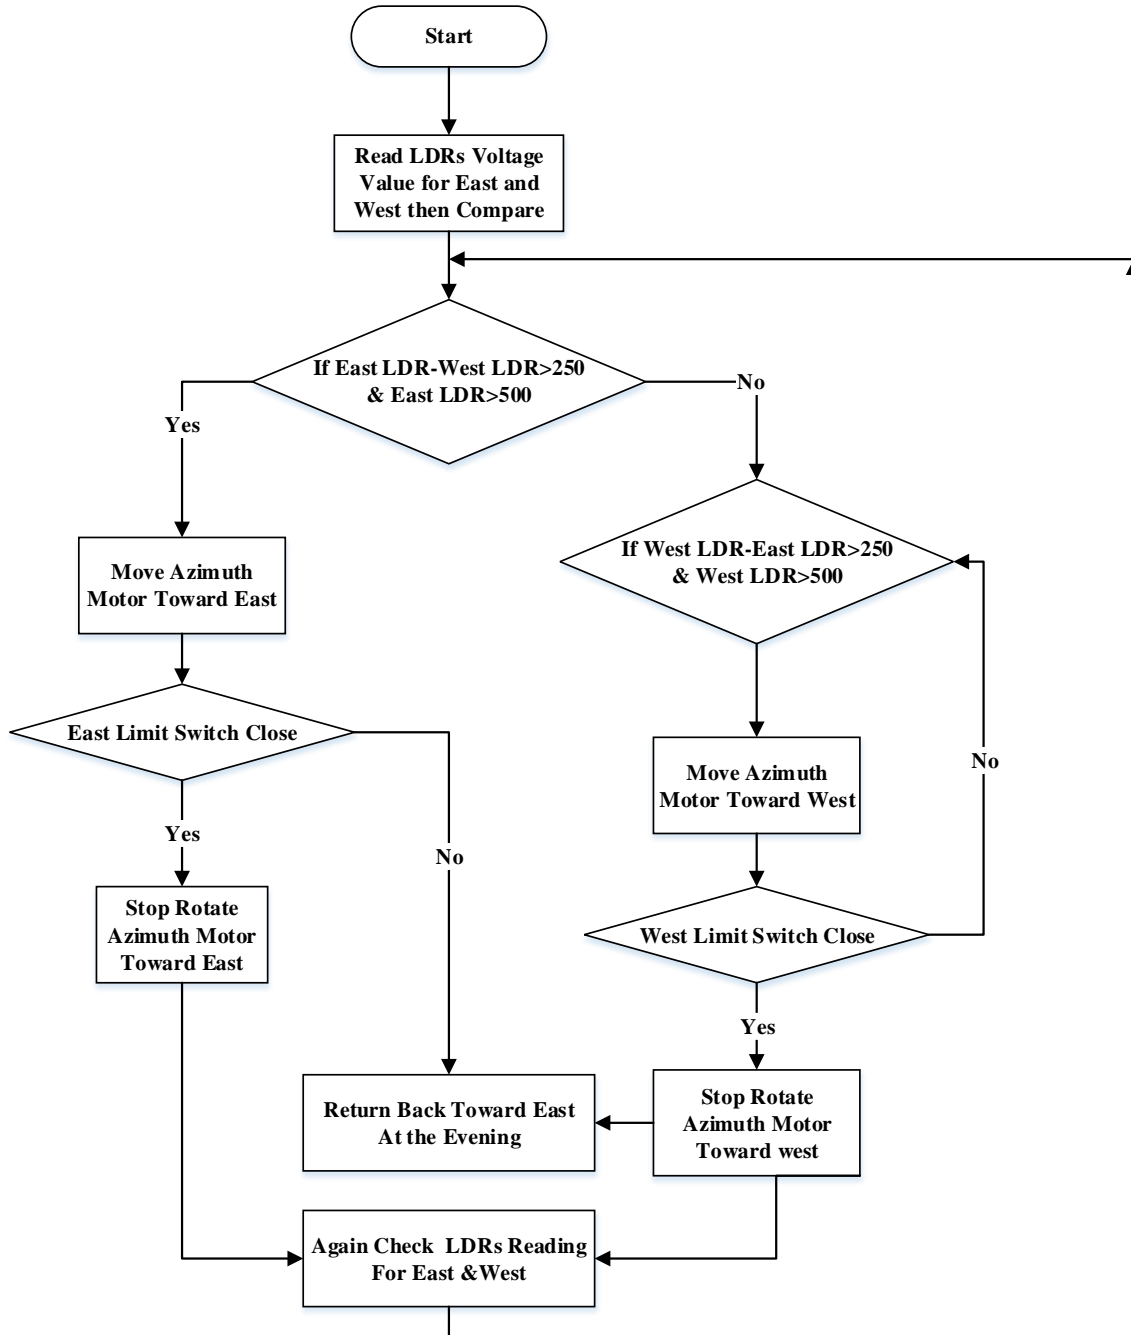 Start
Read LDRs Voltage
Value for East and
West then Compare
If East LDR-West LDR>250
& East LDR>500
No
Yes
If West LDR-East LDR>250
& West LDR>500
Move Azimuth
Motor Toward East
East Limit Switch Close
Move Azimuth
Motor Toward West
No
Yes
No
Stop Rotate
Azimuth Motor
Toward East
West Limit Switch Close
Yes
Return Back Toward East
At the Evening
Stop Rotate
Azimuth Motor
Toward west
Again Check LDRs Reading
For East &West